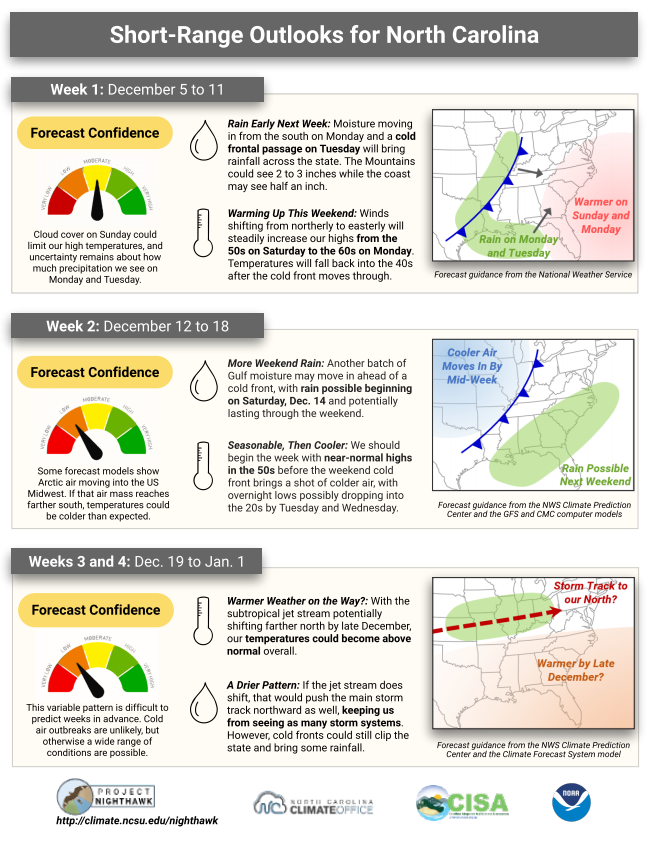 Short-Range Outlooks for North Carolina
Week 1: December 5 to 11
Forecast Confidence
VERY LOW
LOW
MODERATE
HIGH
VERY HIGH
Cloud cover on Sunday could
limit our high temperatures, and
uncertainty remains about how
much precipitation we see on
Monday and Tuesday.
Rain Early Next Week: Moisture moving
in from the south on Monday and a cold
frontal passage on Tuesday will bring
rainfall across the state. The Mountains
could see 2 to 3 inches while the coast
may see half an inch.
Warming Up This Weekend: Winds
shifting from northerly to easterly will
steadily increase our highs from the
50s on Saturday to the 60s on Monday.
Temperatures will fall back into the 40s
after the cold front moves through.
Warmer on
Sunday and
Monday
Rain on Monday
and Tuesday
Forecast guidance from the National Weather Service
Week 2: December 12 to 18
Forecast Confidence
VERY LOW
LOW
MODERATE
HIGH
VERY HIGH
Some forecast models show
Arctic air moving into the US
Midwest. If that air mass reaches
farther south, temperatures could
be colder than expected.
More Weekend Rain: Another batch of
Gulf moisture may move in ahead of a
cold front, with rain possible beginning
on Saturday, Dec. 14 and potentially
lasting through the weekend.
Seasonable, Then Cooler: We should
begin the week with near-normal highs
in the 50s before the weekend cold
front brings a shot of colder air, with
overnight lows possibly dropping into
the 20s by Tuesday and Wednesday.
Cooler Air
Moves In By
Mid-Week
Rain Possible
Next Weekend
Forecast guidance from the NWS Climate Prediction
Center and the GFS and CMC computer models
Weeks 3 and 4: Dec. 19 to Jan. 1
Forecast Confidence
VERY LOW
LOW
MODERATE
HIGH
VERY HIGH
This variable pattern is difficult to
predict weeks in advance. Cold
air outbreaks are unlikely, but
otherwise a wide range of
conditions are possible.
Warmer Weather on the Way?: With the
subtropical jet stream potentially
shifting farther north by late December,
our temperatures could become above
normal overall.
A Drier Pattern: If the jet stream does
shift, that would push the main storm
track northward as well, keeping us
from seeing as many storm systems.
However, cold fronts could still clip the
state and bring some rainfall.
Storm Track to
our North?
Warmer by Late
December?
Forecast guidance from the NWS Climate Prediction
Center and the Climate Forecast System model
PROJECT
NIGHTHAWK
http://climate.ncsu.edu/nighthawk
NORTH CAROLINA
CLIMATE OFFICE
CISA
NOAA